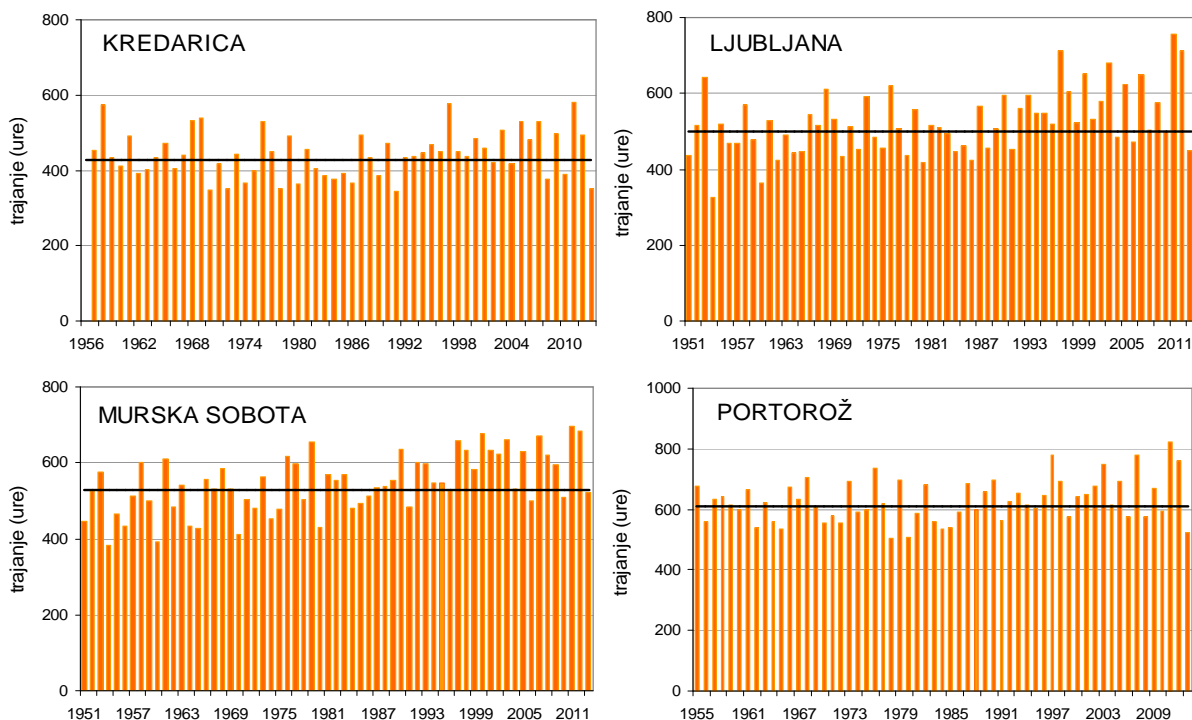 KREDARICA
trajanje (ure)
800
600
400
200
0
1956 1962 1968 1974 1980 1986 1992 1998 2004 2010
LJUBLJANA
trajanje (ure)
800
600
400
200
0
1951 1957 1963 1969 1975 1981 1987 1993 1999 2005 2011
MURSKA SOBOTA
trajanje (ure)
800
600
400
200
0
1951 1957 1963 1969 1975 1981 1987 1993 1999 2005 2011
PORTOROŽ
trajanje (ure)
1000
800
600
400
200
0
1955 1961 1967 1973 1979 1985 1991 1997 2003 2009